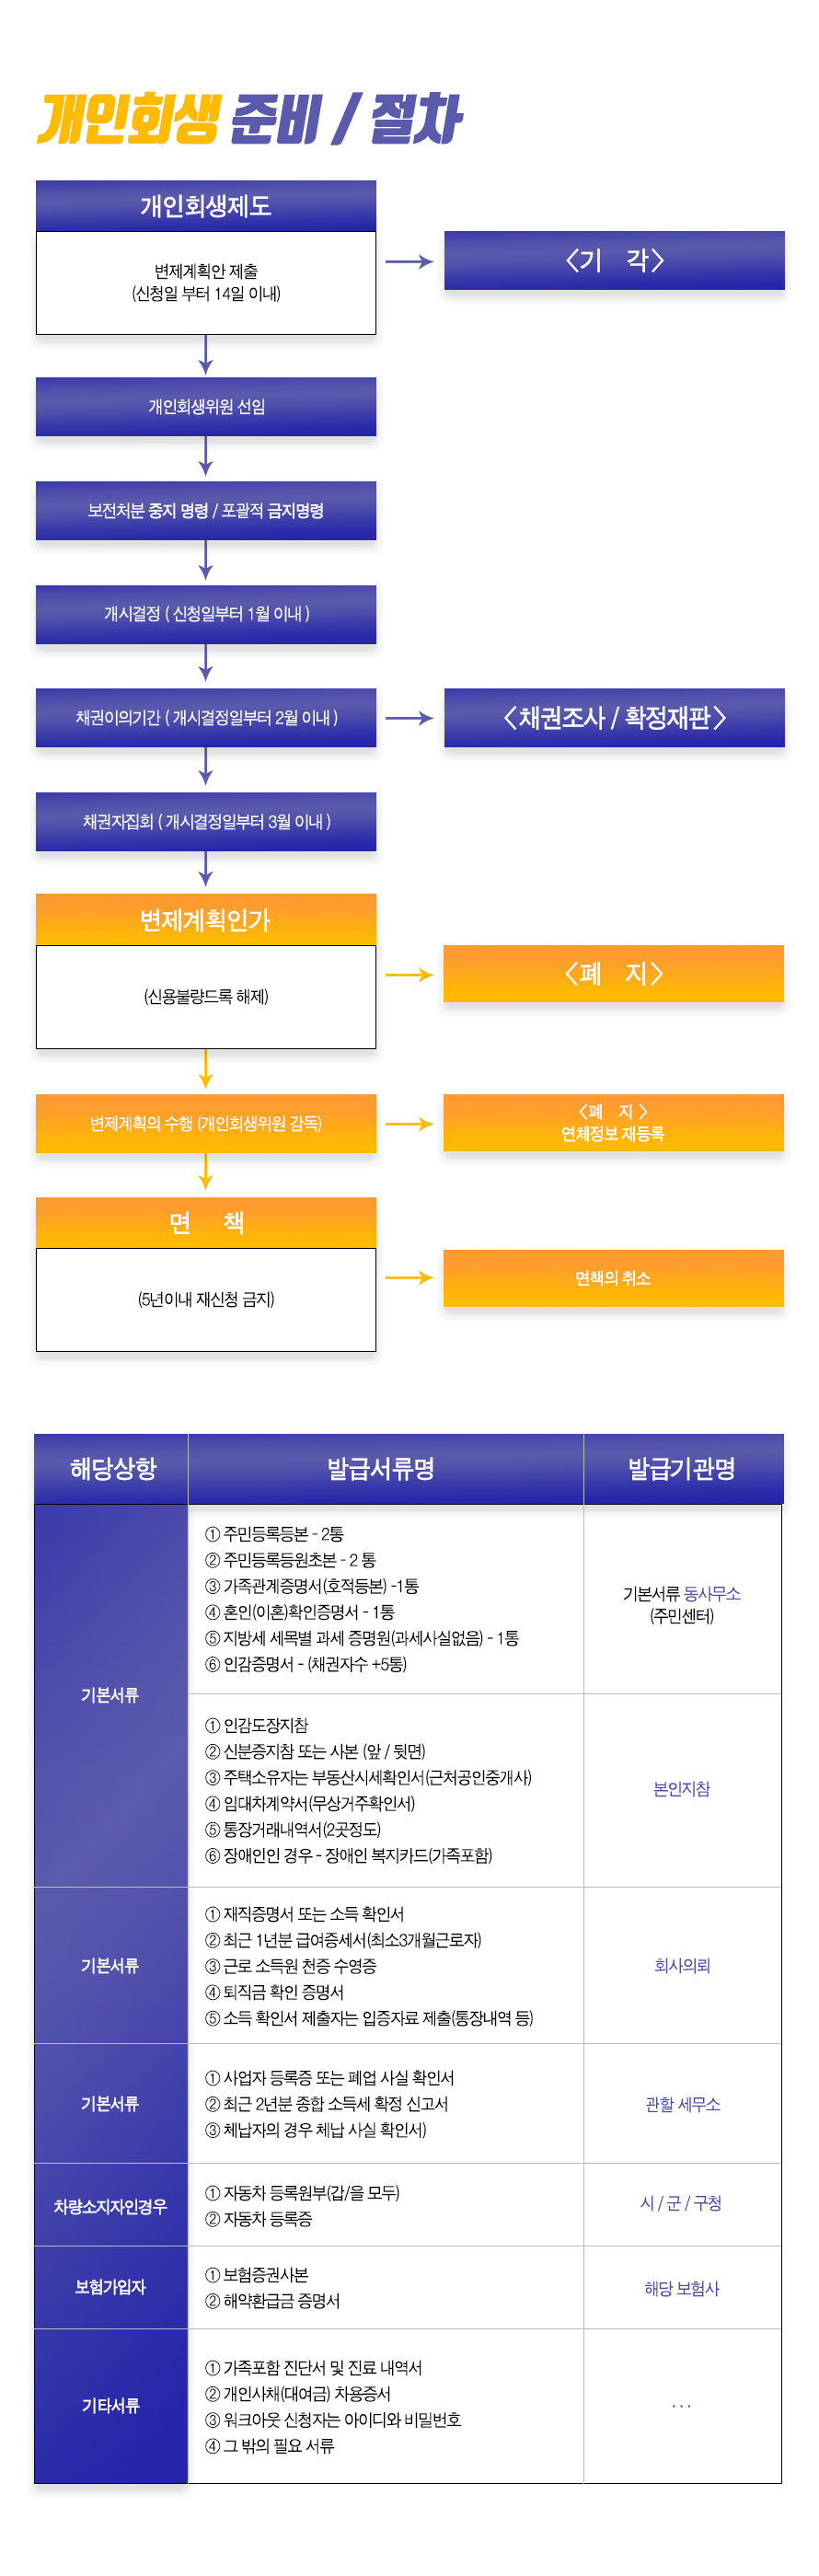 개인회생 준비 / 절차
개인회생제도
변제계획안 제출
(신청일 부터 14일 이내)
<기 각>
개인회생위원 선임
보전처분 중지 명령 / 포괄적 금지명령
개시결정 ( 신청일부터 1월 이내 )
채권이의기간 ( 개시결정일부터 2월 이내 )
<채권조사 / 확정재판>
채권자집회 ( 개시결정일부터 3월 이내 )
변제계획인가
(신용불량드록 해제)
<폐 지>
변제계획의 수행 (개인회생위원 감독)
<폐 지 >
연체정보 재등록
면 책
(5년이내 재신청 금지)
면책의 취소
해당상항
발급서류명
발급기관명
기본서류
① 주민등록등본 - 2통
② 주민등록등원초본 - 2 통
③ 가족관계증명서(호적등본) -1통
④ 혼인(이혼)확인증명서 - 1통
⑤ 지방세 세목별 과세 증명원(과세사실없음) - 1통
⑥ 인감증명서 - (채권자수 +5통)
기본서류 동사무소
(주민센터)
① 인감도장지참
② 신분증지참 또는 사본 (앞 / 뒷면)
③ 주택소유자는 부동산시세확인서(근처공인중개사)
④ 임대차계약서(무상거주확인서)
⑤ 통장거래내역서(2곳정도)
⑥ 장애인인 경우 - 장애인 복지카드(가족포함)
본인지참
기본서류
① 재직증명서 또는 소득 확인서
② 최근 1년분 급여증세서(최소3개월근로자)
③ 근로 소득원 천증 수영증
④ 퇴직금 확인 증명서
⑤ 소득 확인서 제출자는 입증자료 제출(통장내역 등)
회사의뢰
기본서류
① 사업자 등록증 또는 폐업 사실 확인서
② 최근 2년분 종합 소득세 확정 신고서
③ 체납자의 경우 체납 사실 확인서)
관할 세무소
차량소지자인경우
① 자동차 등록원부(갑/을 모두)
② 자동차 등록증
시 / 군 / 구청
보험가입자
① 보험증권사본
② 해약환급금 증명서
해당 보험사
기타서류
① 가족포함 진단서 및 진료 내역서
② 개인사채(대여금) 차용증서
③ 워크아웃 신청자는 아이디와 비밀번호
④ 그 밖의 필요 서류
. . .